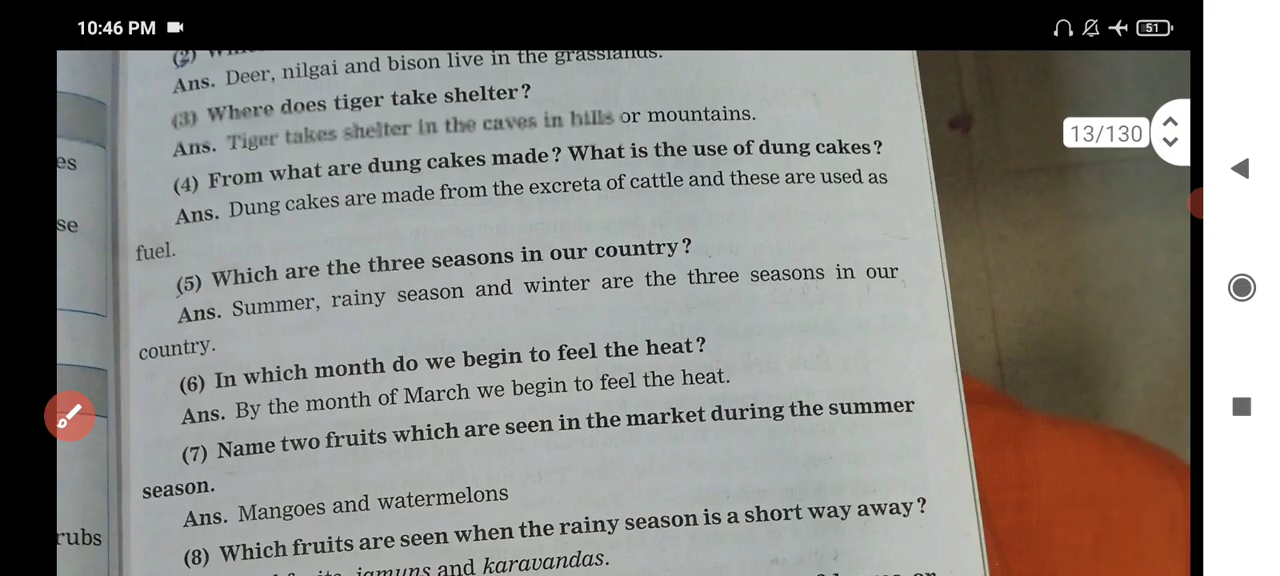 10:46 PM
51
(2)
Ans. Deer, nilgai and bison live in the grasslands.
(3) Where does tiger take shelter?
Ans. Tiger takes shelter in the caves in hills or mountains.
13/130
es
(4) From what are dung cakes made? What is the use of dung cakes?
Ans. Dung cakes are made from the excreta of cattle and these are used as
se
fuel.
(5) Which are the three seasons in our country?
Ans. Summer, rainy season and winter are the three seasons in our
country.
(6) In which month do we begin to feel the heat?
Ans. By the month of March we begin to feel the heat.
(7) Name two fruits which are seen in the market during the summer
season.
Ans. Mangoes and watermelons
rubs
(8) Which fruits are seen when the rainy season is a short way away?
jamuns and karavandas.